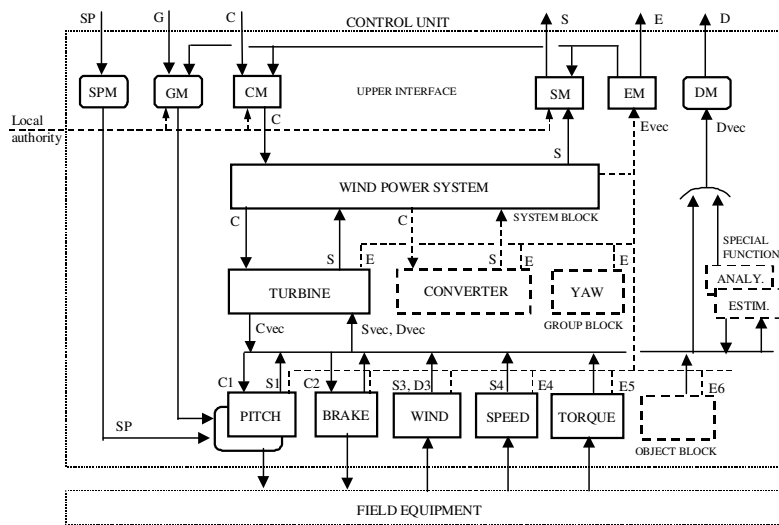 SP
G
C
CONTROL UNIT
S
E
D
SPM
GM
CM
UPPER INTERFACE
SM
EM
DM
Local
authority
C
Evec
Dvec
S
WIND POWER SYSTEM
SYSTEM BLOCK
C
C
S
E
S
E
E
SPECIAL
FUNCTION
ANALY.
ESTIM.
TURBINE
CONVERTER
YAW
GROUP BLOCK
Cvec
Svec, Dvec
C1
S1
C2
S3, D3
S4
E4
E5
E6
PITCH
BRAKE
WIND
SPEED
TORQUE
SP
OBJECT BLOCK
FIELD EQUIPMENT